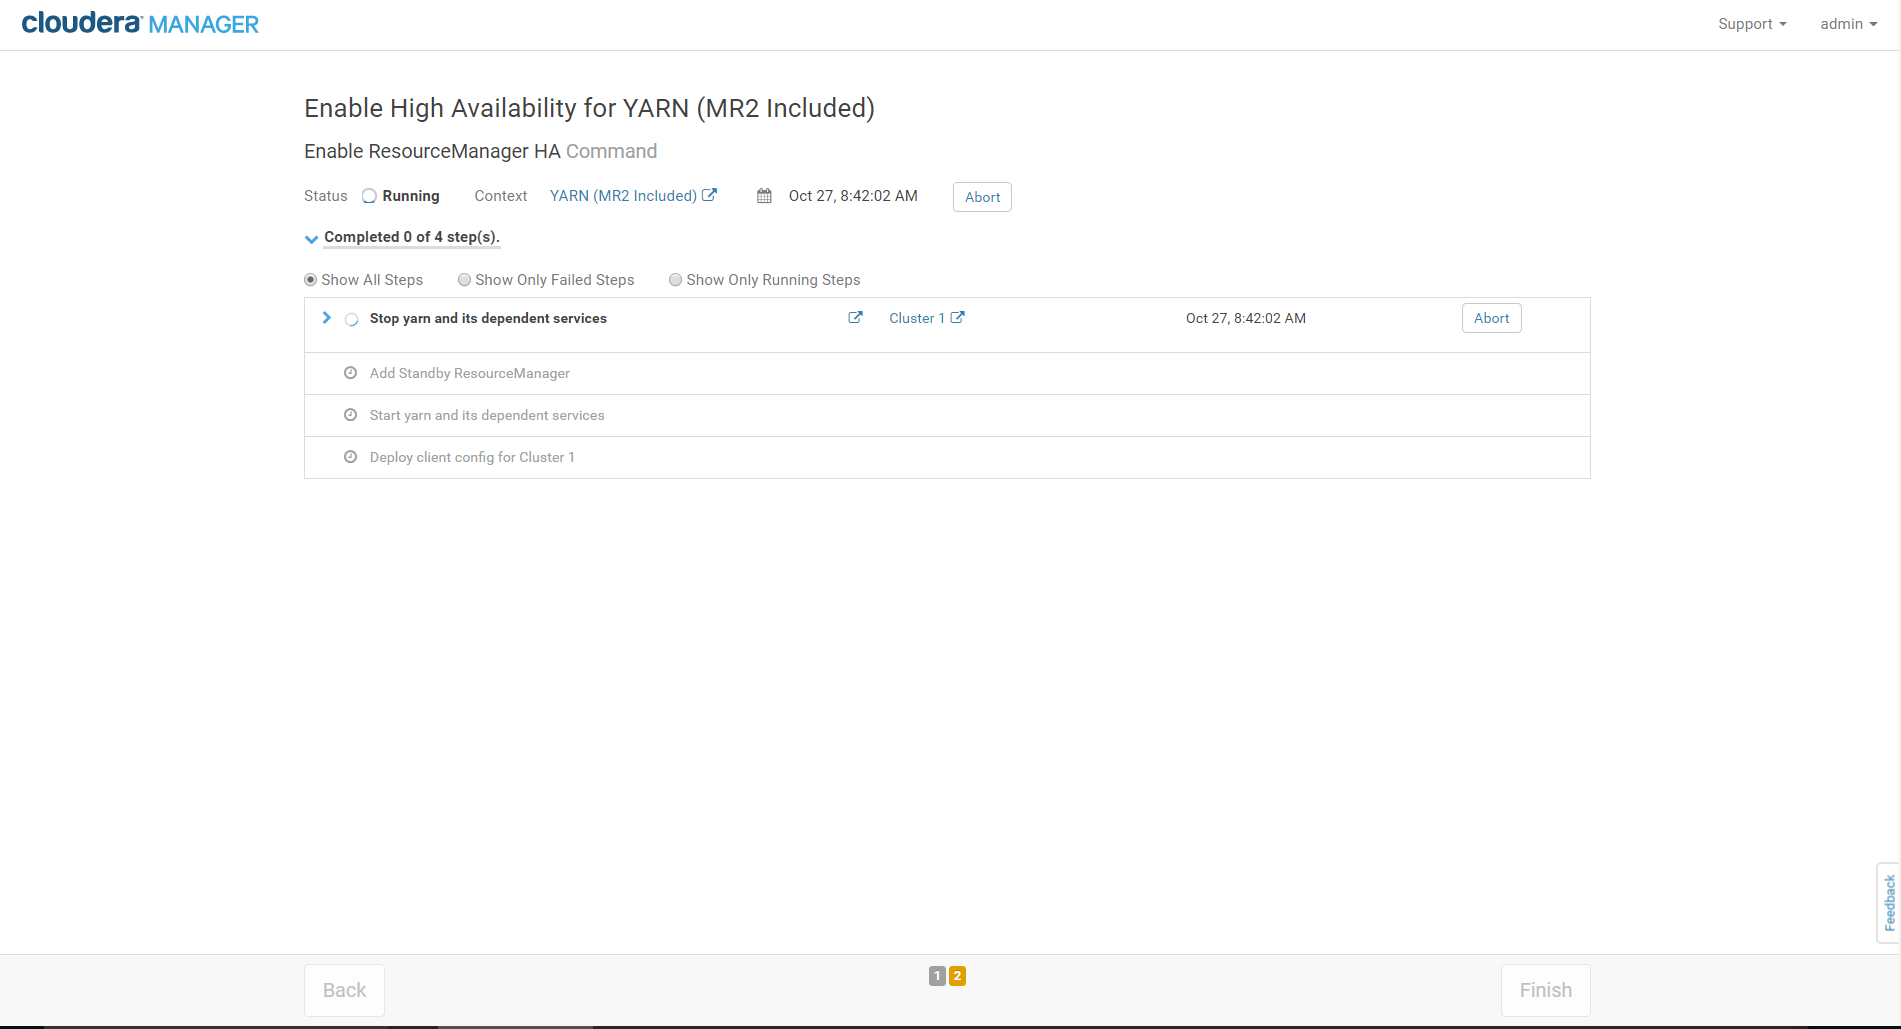 cloudera MANAGER
Support admin
Enable High Availability for YARN (MR2 Included)
Enable ResourceManager HA Command
Status Running Context YARN (MR2 Included) Oct 27, 8:42:02 AM Abort
Completed 0 of 4 step(s).
Show All Steps Show Only Failed Steps Show Only Running Steps
Stop yarn and its dependent services Cluster 1 Oct 27, 8:42:02 AM Abort
Add Standby ResourceManager
Start yarn and its dependent services
Deploy client config for Cluster 1
Feedback
Back 1 2 Finish